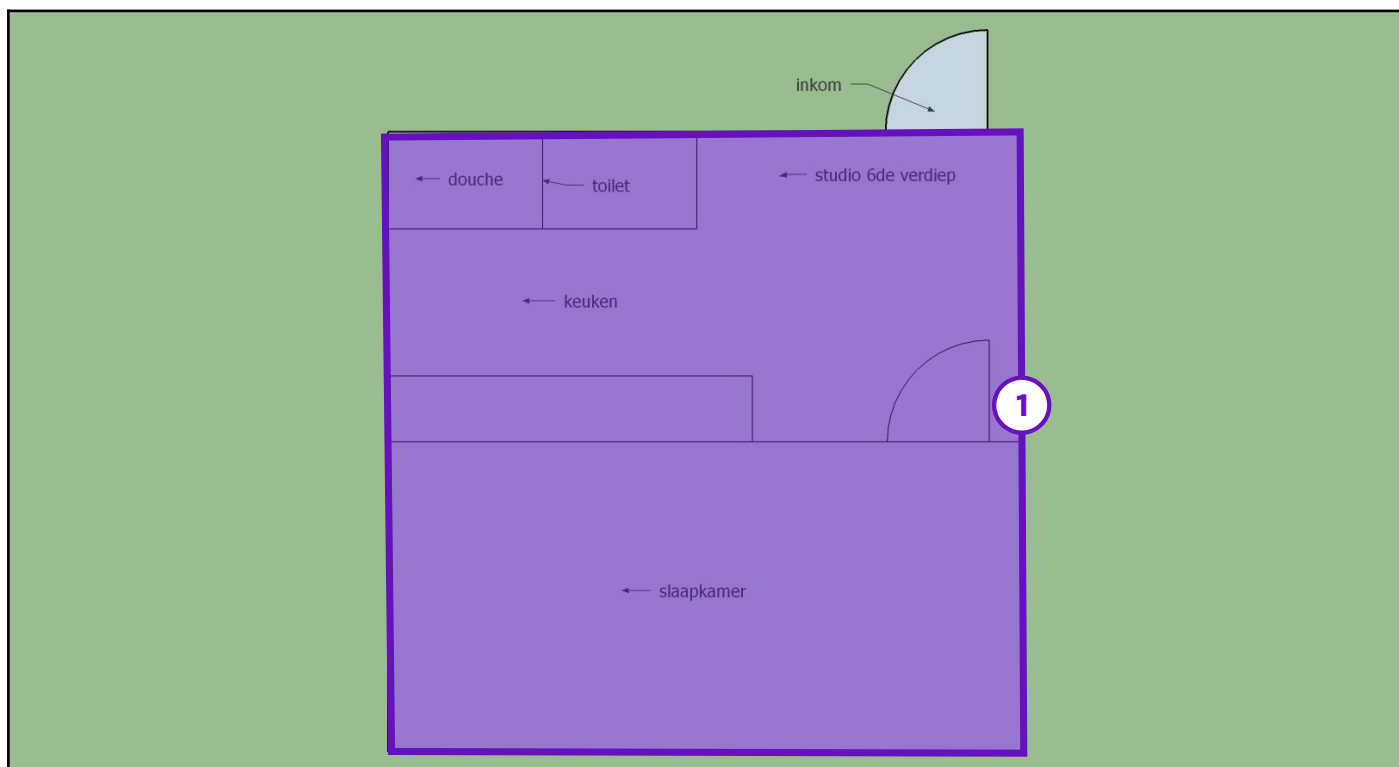 inkom
douche
toilet
studio 6de verdiep
keuken
1
slaapkamer